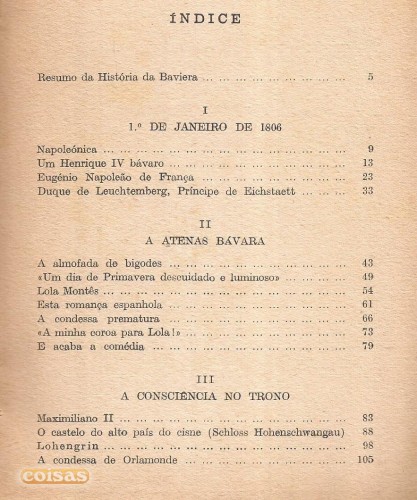 ÍNDICE
Resumo da História da Baviera ... ... ... ... ... ... ... ... 5
I
1.º DE JANEIRO DE 1806
Napoleónica ... ... ... ... ... ... ... ... ... ... ... 9
Um Henrique IV bávaro ... ... ... ... ... ... ... ... ... 13
Eugénio Napoleão de França ... ... ... ... ... ... ... ... 23
Duque de Leuchtemberg, Príncipe de Eichstaett ... ... ... ... 33
II
A ATENAS BÁVARA
A almofada de bigodes ... ... ... ... ... ... ... ... ... 43
«Um dia de Primavera descuidado e luminoso» ... ... ... ... 49
Lola Montês ... ... ... ... ... ... ... ... ... ... ... 54
Esta romança espanhola ... ... ... ... ... ... ... ... ... 61
A condessa prematura ... ... ... ... ... ... ... ... ... 66
«A minha coroa para Lola!» ... ... ... ... ... ... ... ... 73
E acaba a comédia ... ... ... ... ... ... ... ... ... ... 79
III
A CONSCIÊNCIA NO TRONO
Maximiliano II ... ... ... ... ... ... ... ... ... ... ... 83
O castelo do alto país do cisne (Schloss Hohenschwangau) ... 88
Lohengrin ... ... ... ... ... ... ... ... ... ... ... 98
A condessa de Orlamonde ... ... ... ... ... ... ... ... 105
coisas